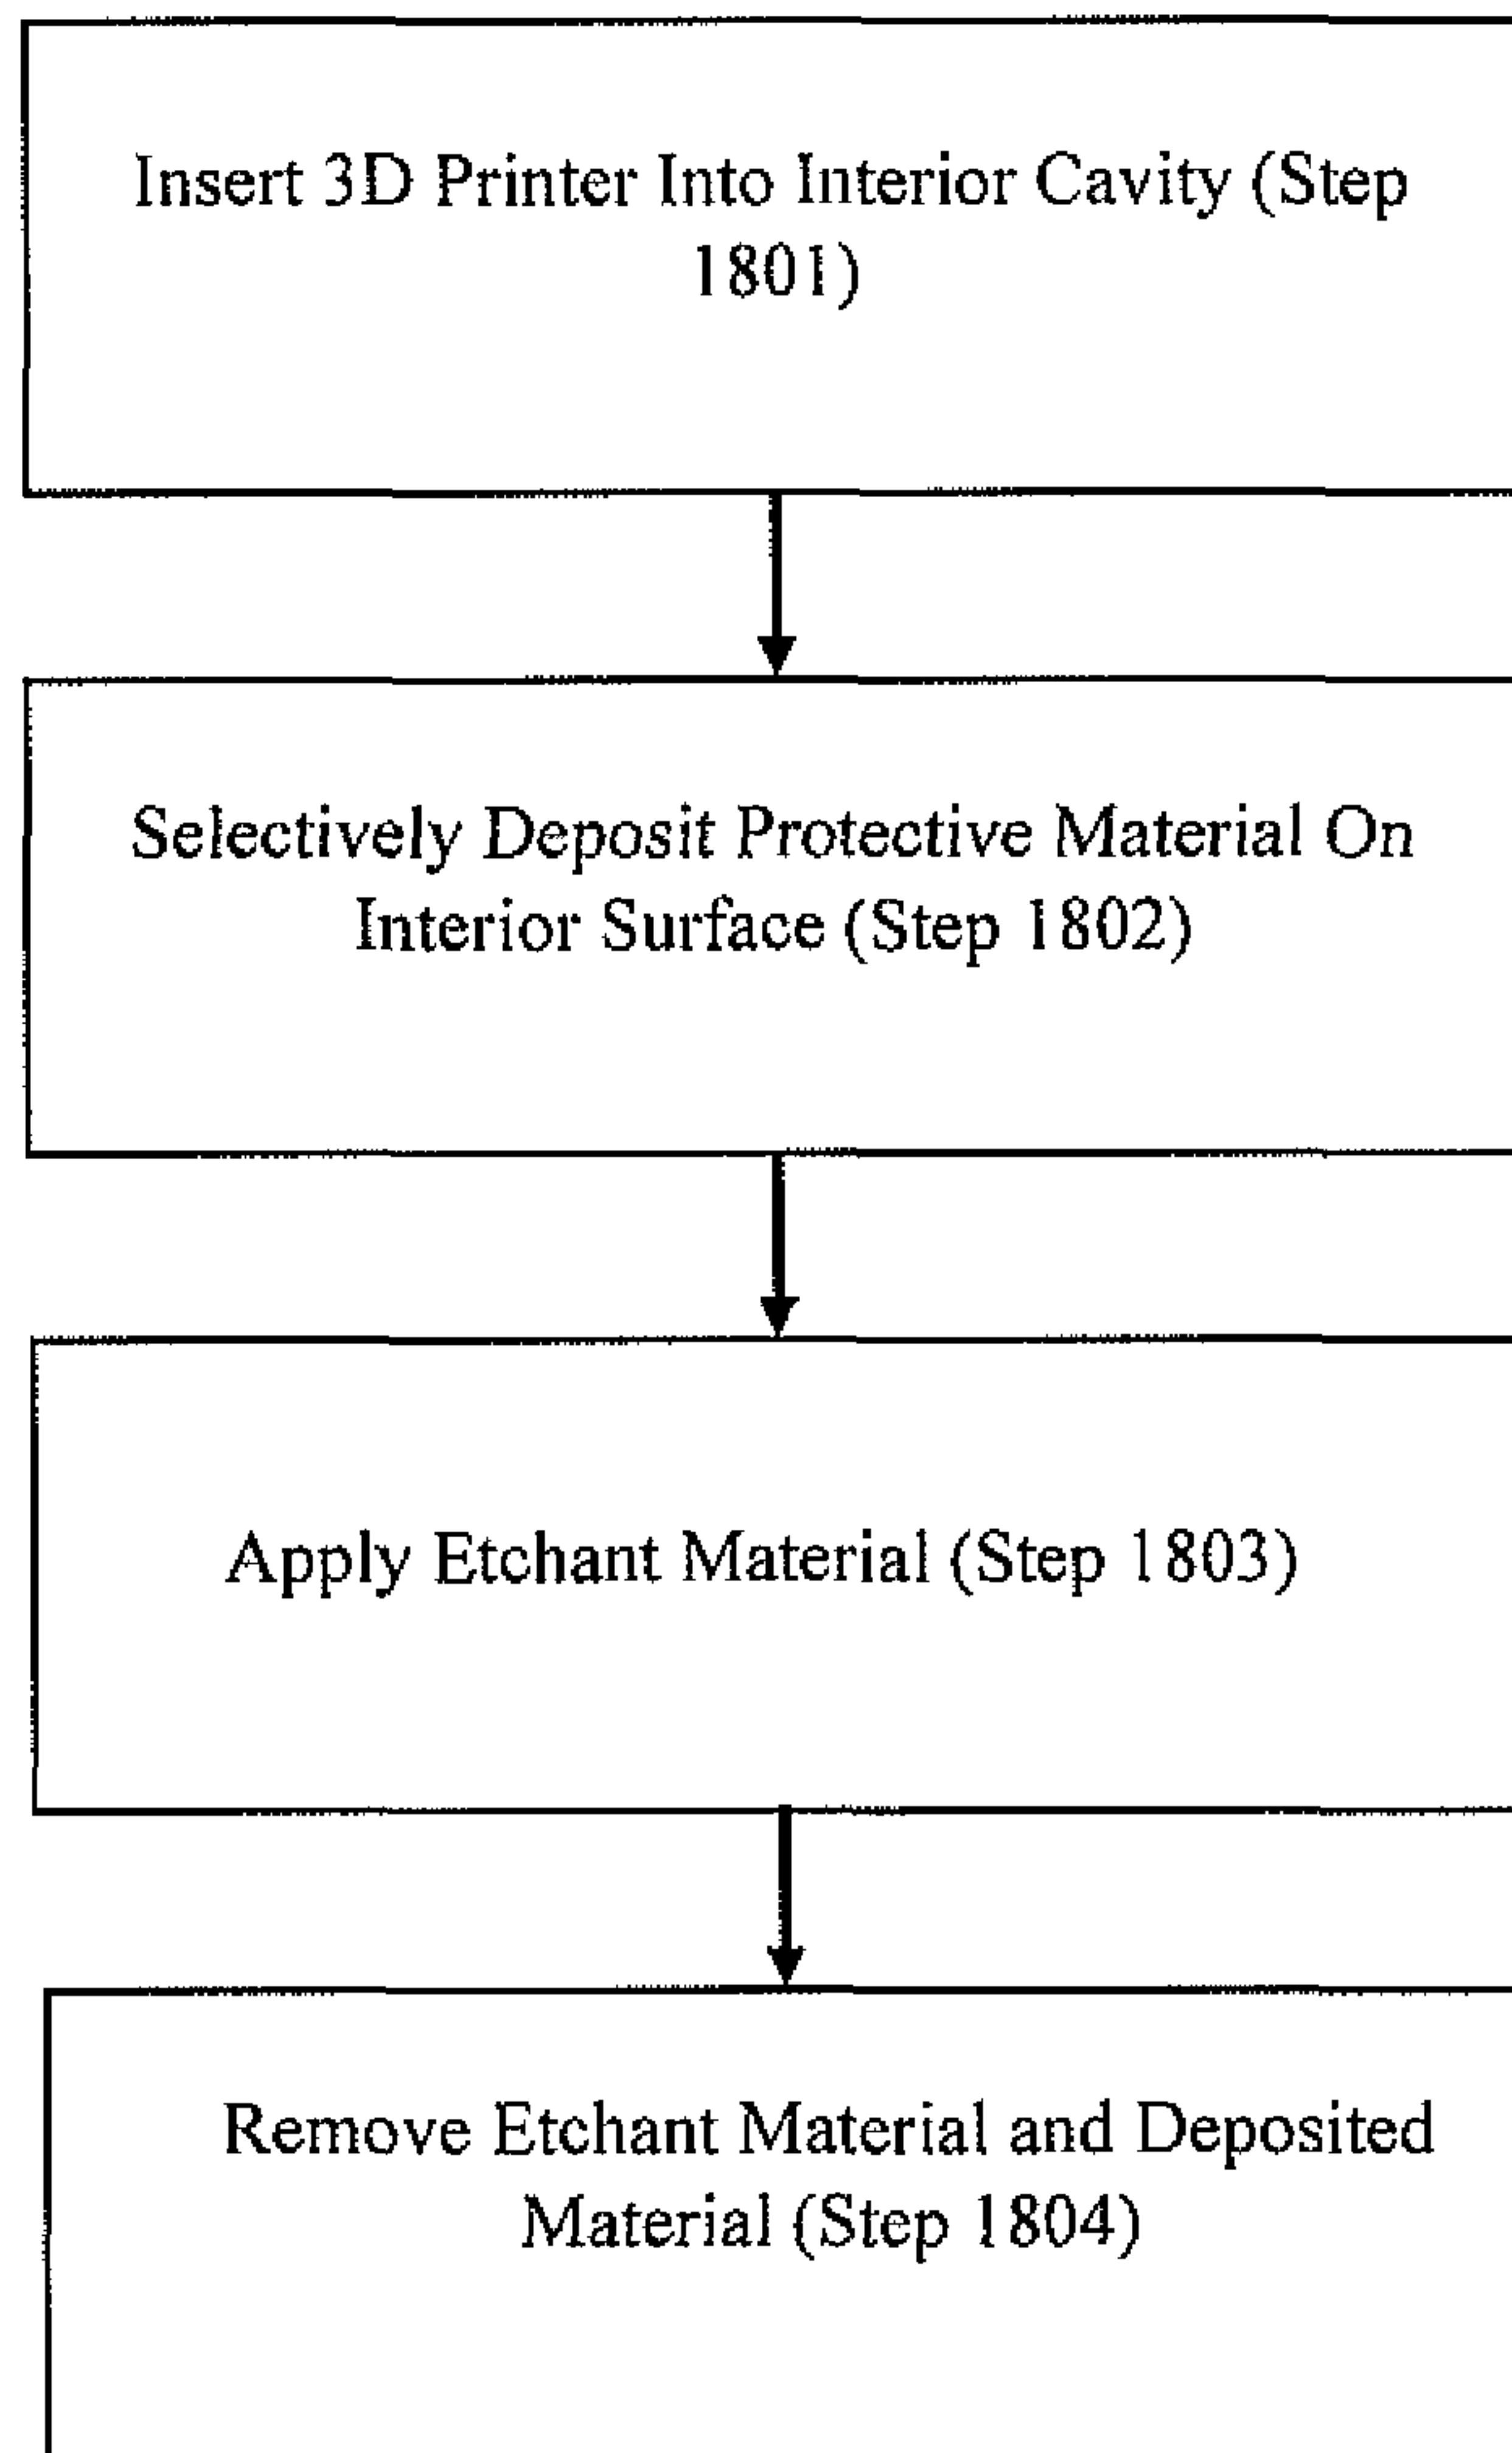 Insert 3D Printer Into Interior Cavity (Step
1801)
Selectively Deposit Protective Material On
Interior Surface (Step 1802)
Apply Etchant Material (Step 1803)
Remove Etchant Material and Deposited
Material (Step 1804)